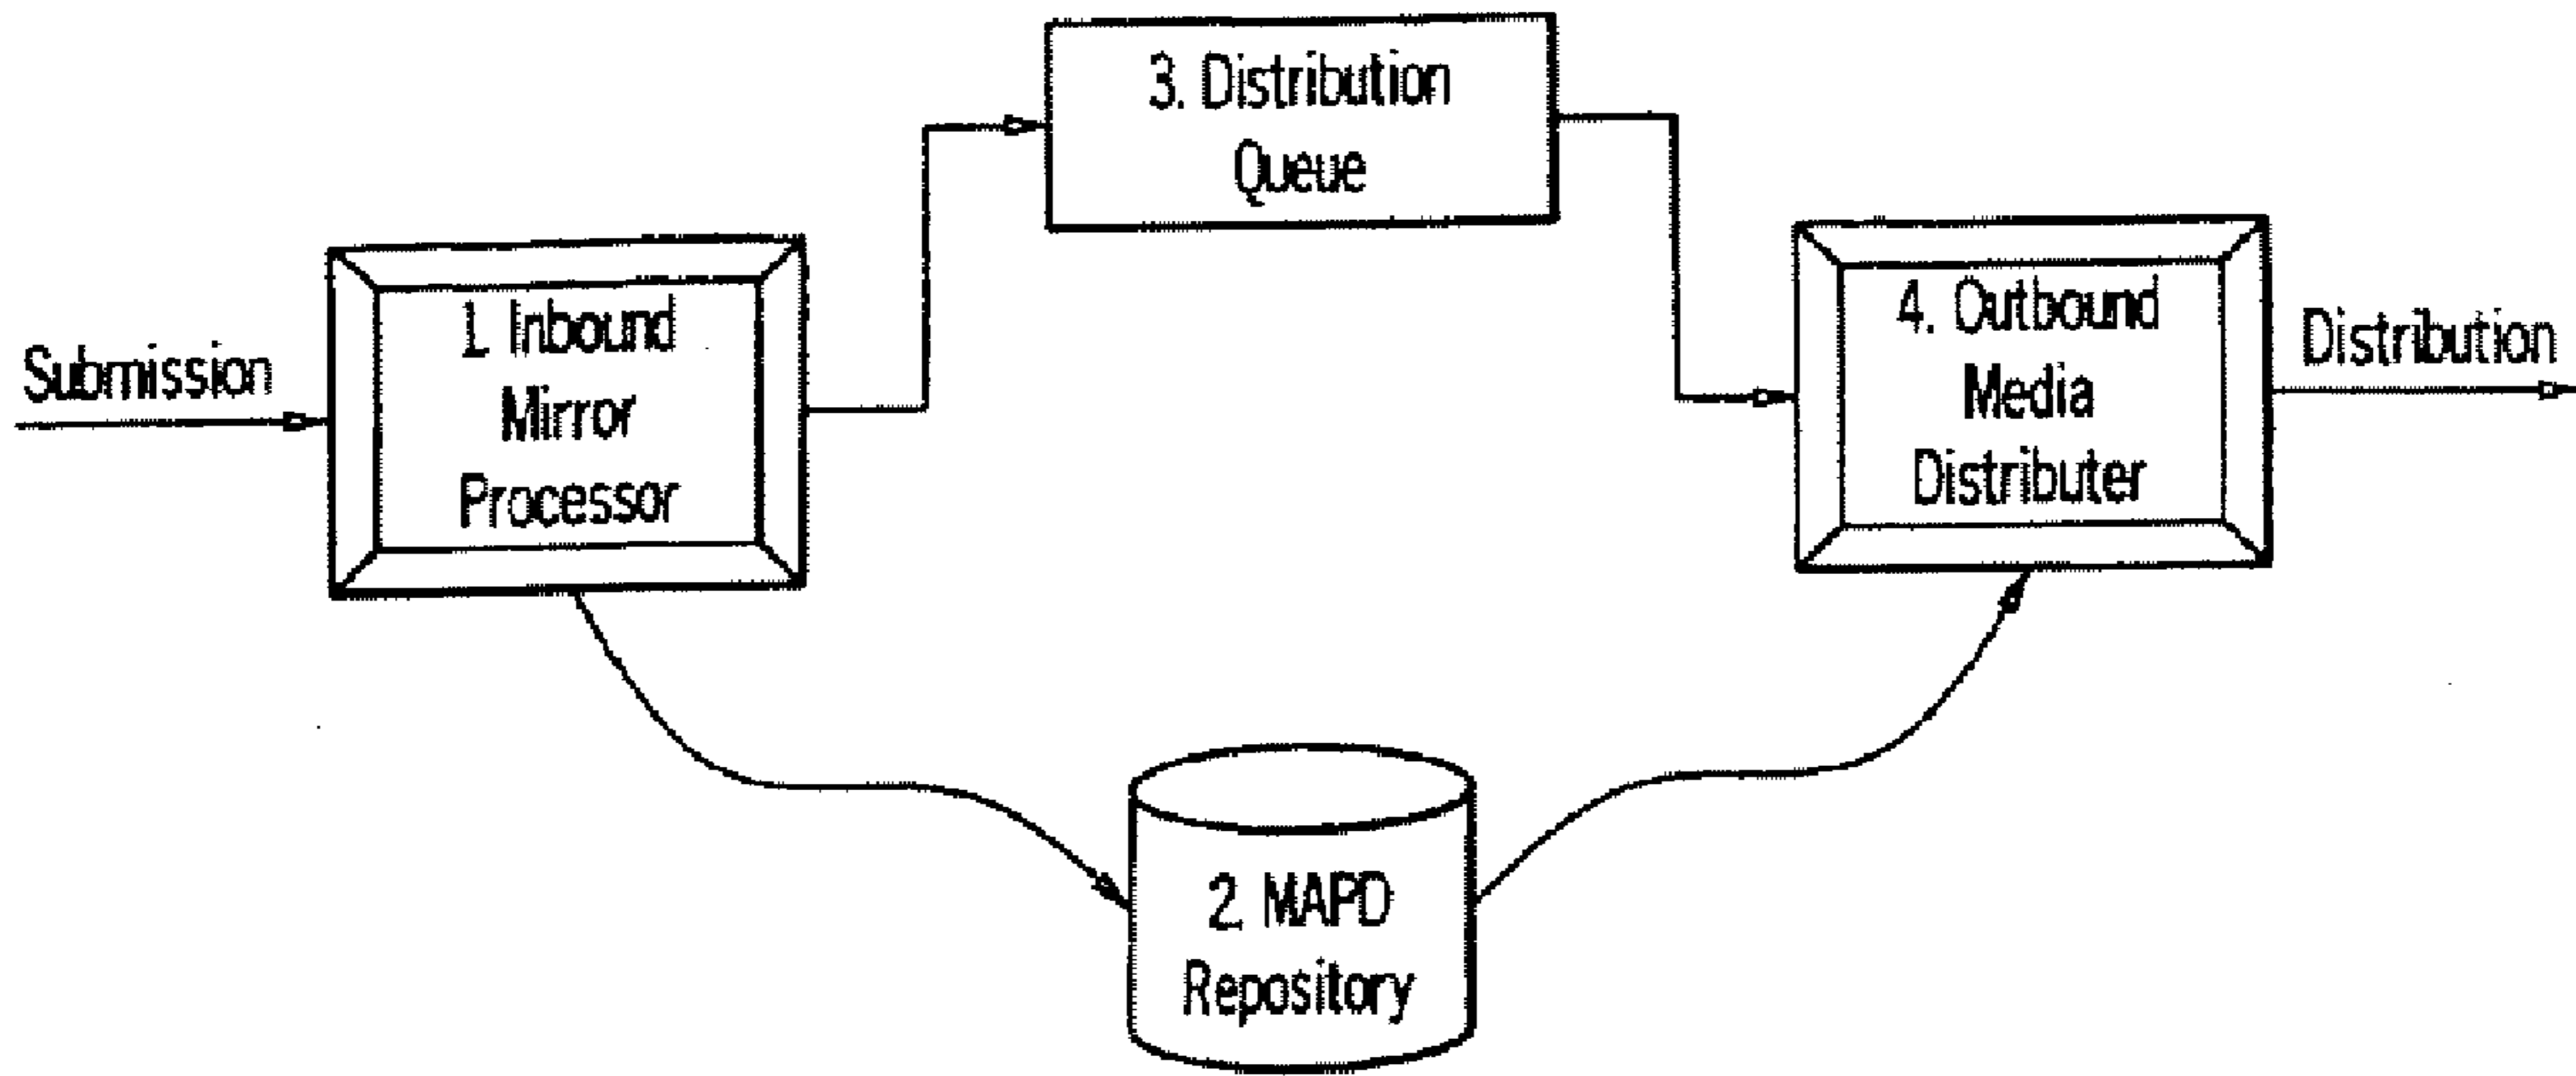 3. Distribution
Queue
Submission
1. Inbound
Mirror
Processor
4. Outbound
Media
Distributer
Distribution
2. MAPD
Repository